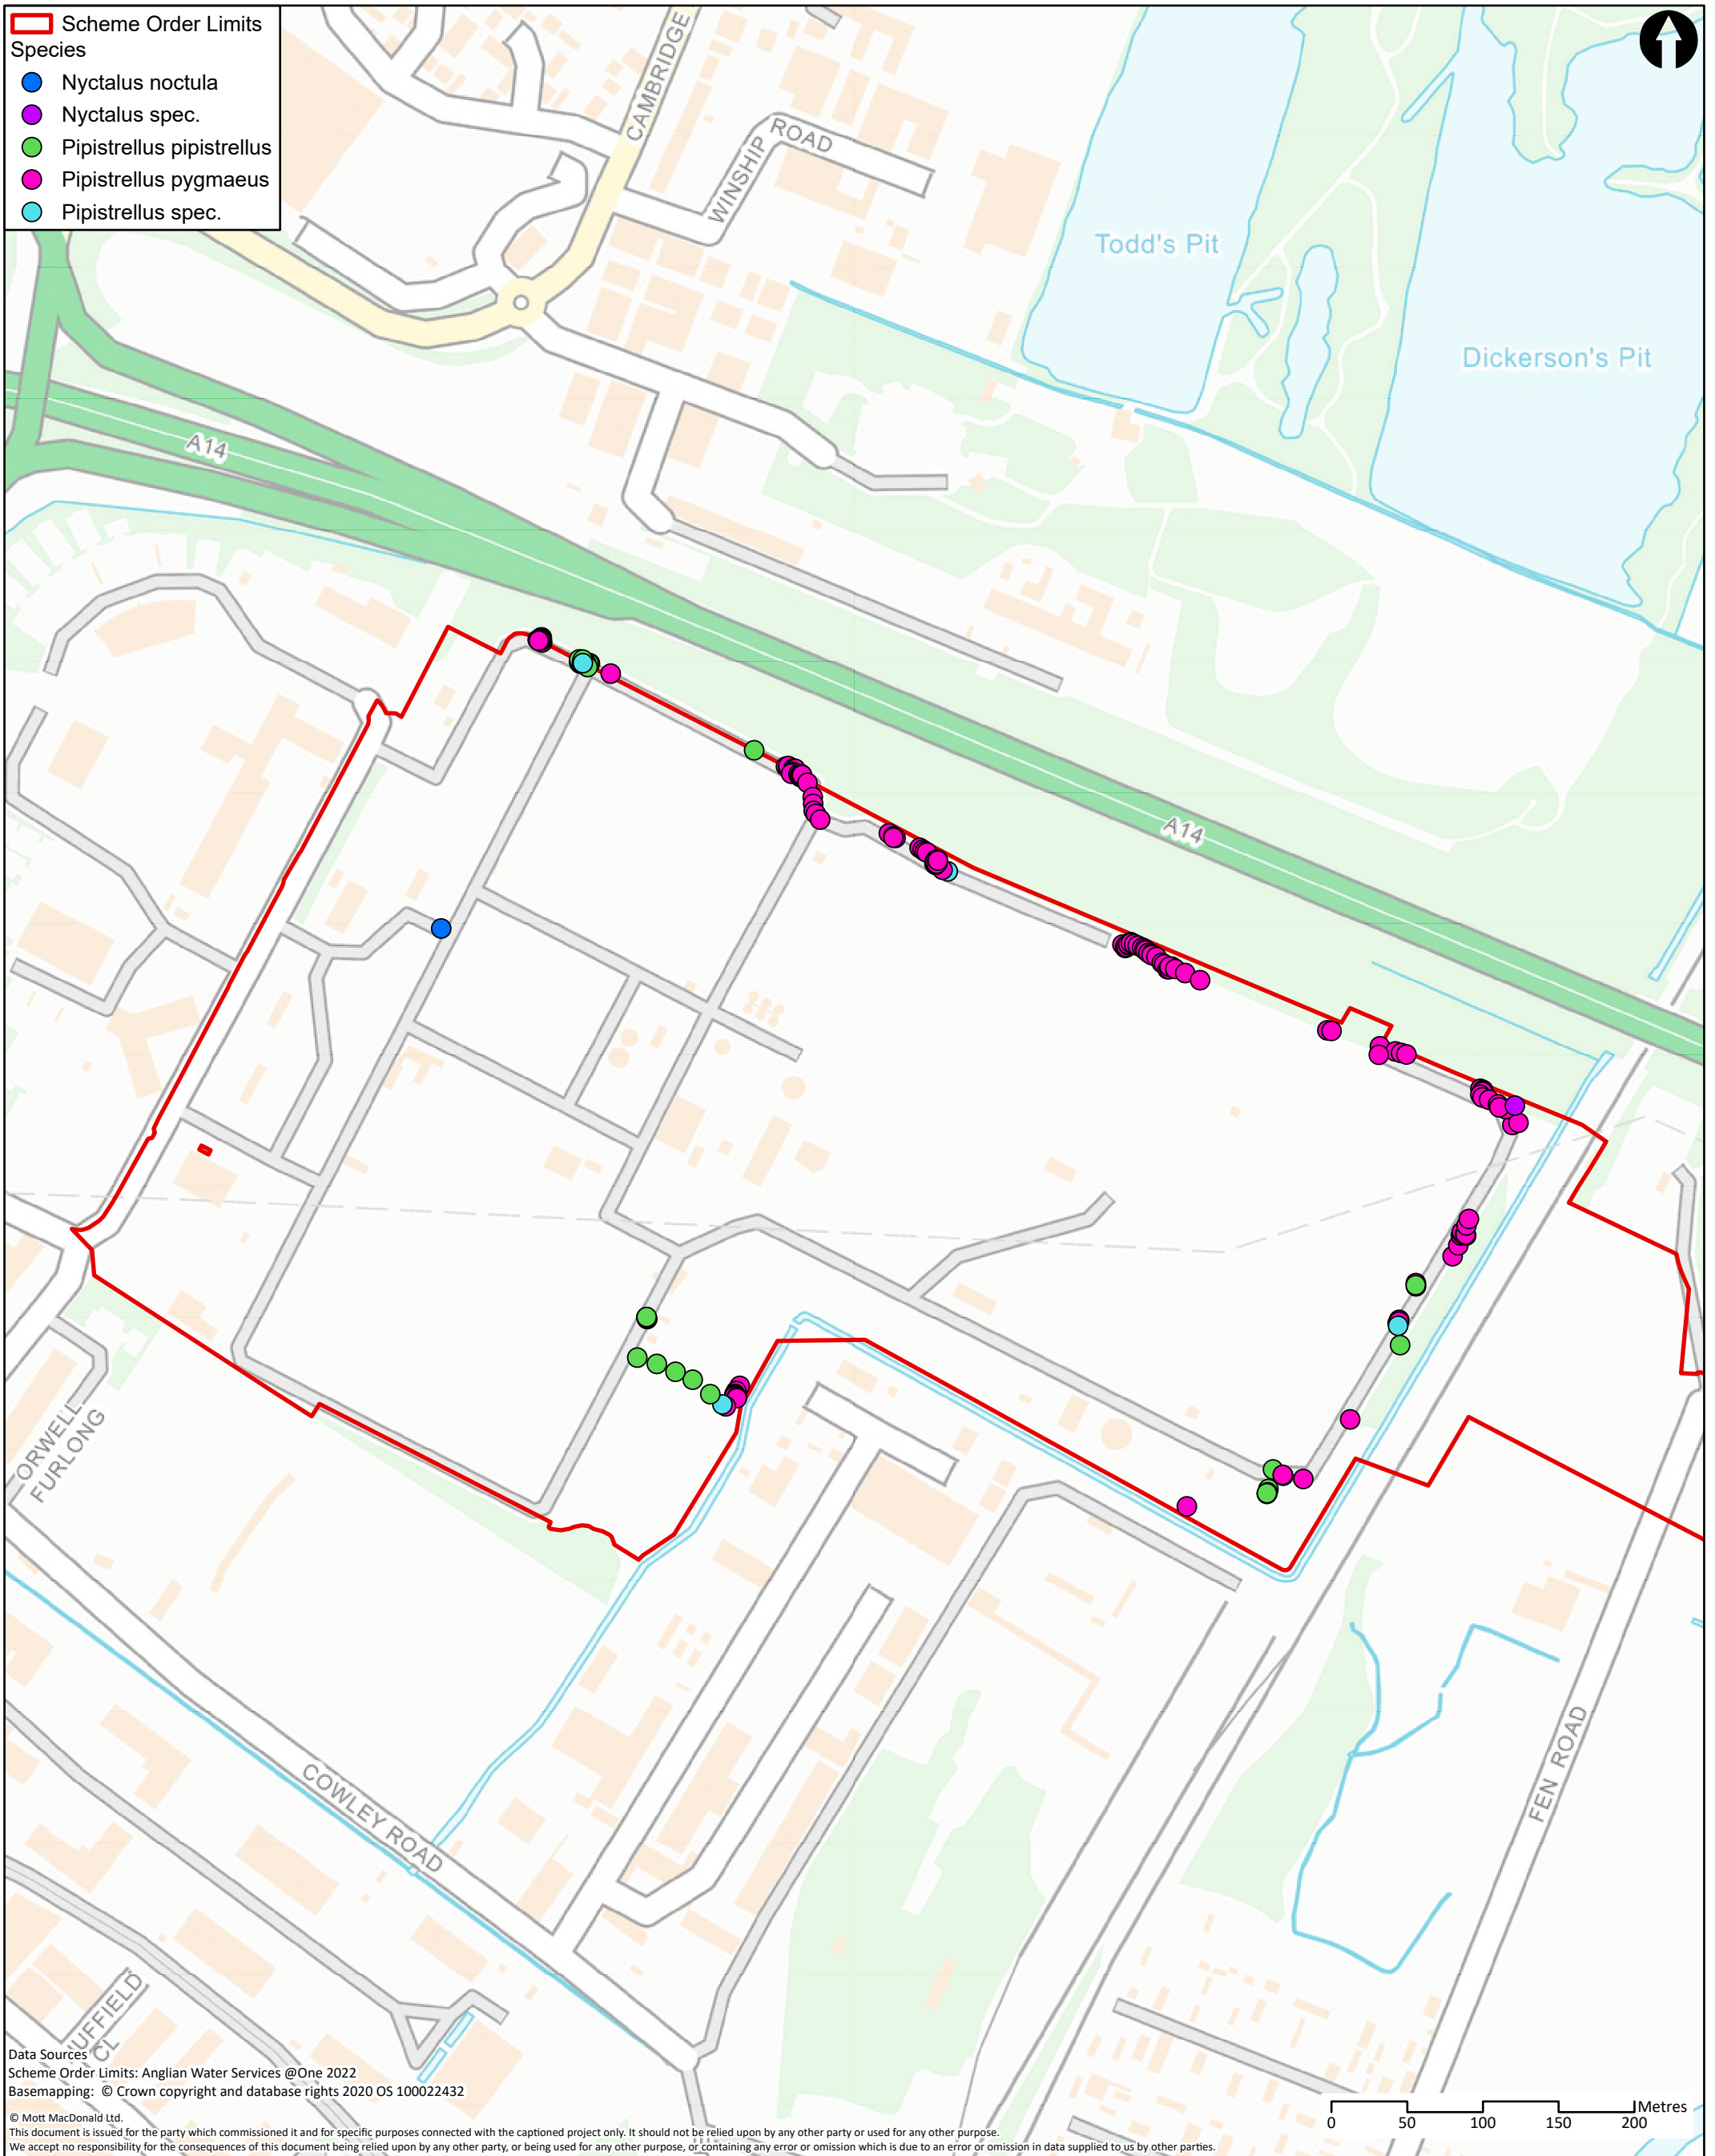 Scheme Order Limits
Species
Nyctalus noctula
Nyctalus spec.
Pipistrellus pipistrellus
Pipistrellus pygmaeus
Pipistrellus spec.
CAMBRIDGE
WINSHIP
ROAD
Todd's Pit
Dickerson's Pit
A14
A14
ORWELL
FURLONG
COWLEY ROAD
FEN ROAD
UFFIELD
CL
Data Sources
Scheme Order Limits: Anglian Water Services @One 2022
Basemapping: © Crown copyright and database rights 2020 OS 100022432
© Mott MacDonald Ltd.
This document is issued for the party which commissioned it and for specific purposes connected with the captioned project only. It should not be relied upon by any other party or used for any other purpose.
We accept no responsibility for the consequences of this document being relied upon by any other party, or being used for any other purpose, or containing any error or omission which is due to an error or omission in data supplied to us by other parties.
Metres
0 50 100 150 200